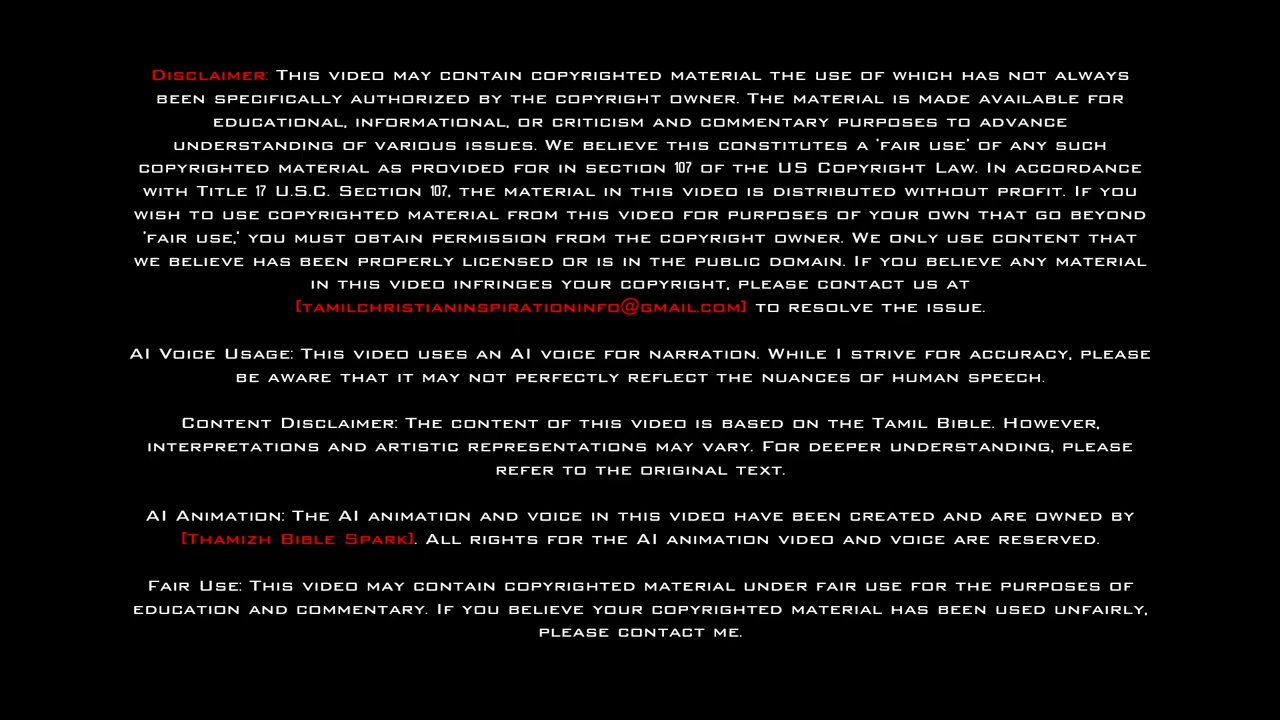 Disclaimer: This video may contain copyrighted material the use of which has not always
been specifically authorized by the copyright owner. The material is made available for
educational, informational, or criticism and commentary purposes to advance
understanding of various issues. We believe this constitutes a 'fair use' of any such
copyrighted material as provided for in section 107 of the US Copyright Law. In accordance
with Title 17 U.S.C. Section 107, the material in this video is distributed without profit. If you
wish to use copyrighted material from this video for purposes of your own that go beyond
'fair use,' you must obtain permission from the copyright owner. We only use content that
we believe has been properly licensed or is in the public domain. If you believe any material
in this video infringes your copyright, please contact us at
[tamilchristianinspirationinfo@gmail.com] to resolve the issue.
AI Voice Usage: This video uses an AI voice for narration. While I strive for accuracy, please
be aware that it may not perfectly reflect the nuances of human speech.
Content Disclaimer: The content of this video is based on the Tamil Bible. However,
interpretations and artistic representations may vary. For deeper understanding, please
refer to the original text.
AI Animation: The AI animation and voice in this video have been created and are owned by
[Thamizh Bible Spark]. All rights for the AI animation video and voice are reserved.
Fair Use: This video may contain copyrighted material under fair use for the purposes of
education and commentary. If you believe your copyrighted material has been used unfairly,
please contact me.